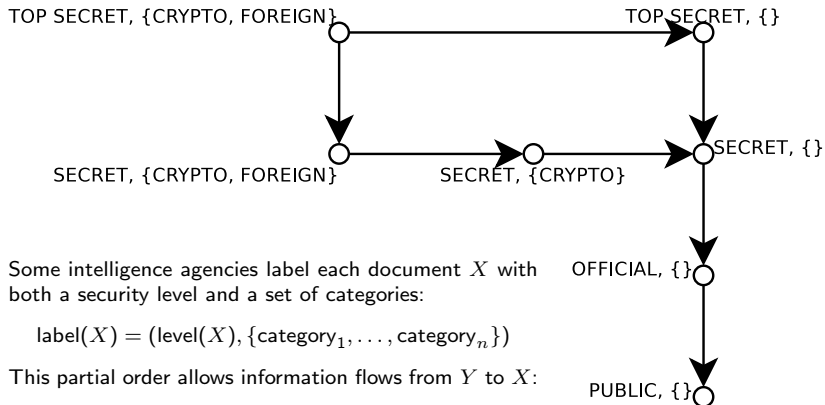 TOP SECRET, {CRYPTO, FOREIGN}
TOP SECRET, {}
SECRET, {CRYPTO, FOREIGN}
SECRET, {CRYPTO}
SECRET, {}
Some intelligence agencies label each document X with
both a security level and a set of categories:
label(X) = (level(X), {category₁, . . . , categoryₙ})
This partial order allows information flows from Y to X:
OFFICIAL, {}
PUBLIC, {}